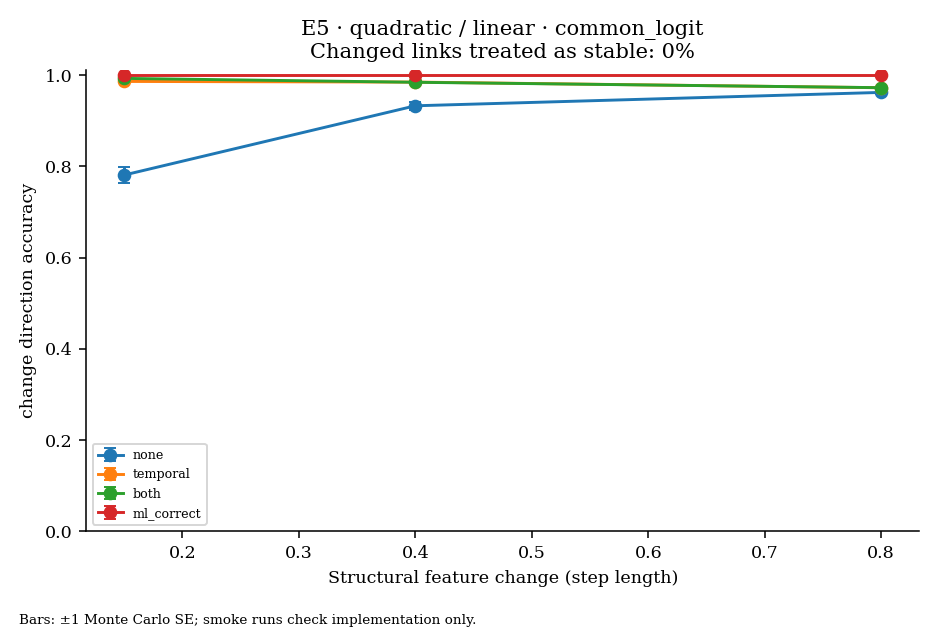 E5 · quadratic / linear · common_logit
Changed links treated as stable: 0%
change direction accuracy
1.0
0.8
0.6
0.4
0.2
0.0
none
temporal
both
ml_correct
0.2 0.3 0.4 0.5 0.6 0.7 0.8
Structural feature change (step length)
Bars: ±1 Monte Carlo SE; smoke runs check implementation only.